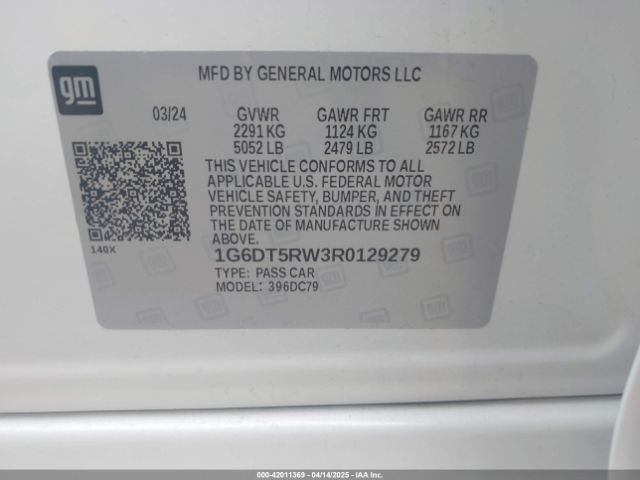 gm
MFD BY GENERAL MOTORS LLC
03/24 GVWR GAWR FRT GAWR RR
2291 KG 1124 KG 1167 KG
5052 LB 2479 LB 2572 LB
THIS VEHICLE CONFORMS TO ALL
APPLICABLE U.S. FEDERAL MOTOR
VEHICLE SAFETY, BUMPER, AND THEFT
PREVENTION STANDARDS IN EFFECT ON
THE DATE OF MANUFACTURE SHOWN
ABOVE.
140X
1G6DT5RW3R0129279
TYPE: PASS CAR
MODEL: 396DC79
000-42011369 - 04/14/2025 - IAAI.com